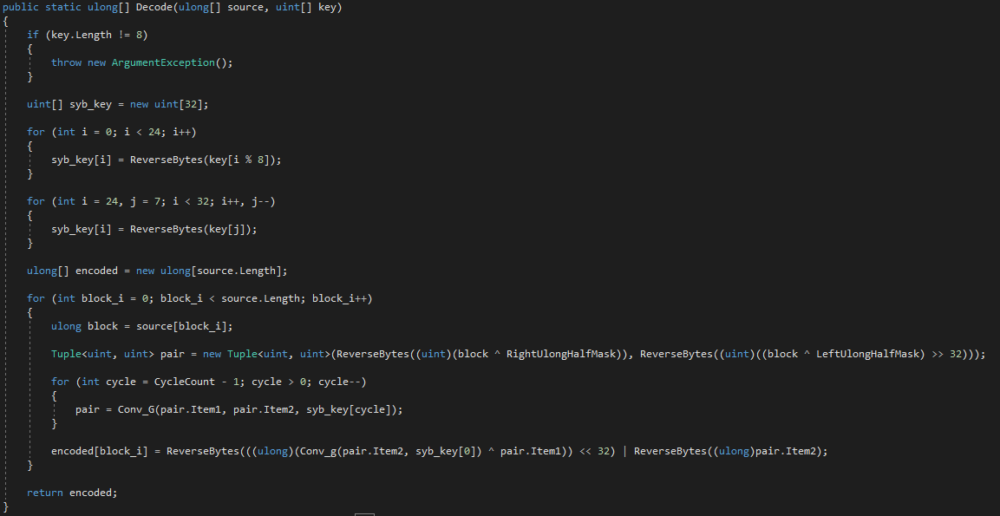 public static ulong[] Decode(ulong[] source, uint[] key)
{
if (key.Length != 8)
{
throw new ArgumentException();
}
uint[] syb_key = new uint[32];
for (int i = 0; i < 24; i++)
{
syb_key[i] = ReverseBytes(key[i % 8]);
}
for (int i = 24, j = 7; i < 32; i++, j--)
{
syb_key[i] = ReverseBytes(key[j]);
}
ulong[] encoded = new ulong[source.Length];
for (int block_i = 0; block_i < source.Length; block_i++)
{
ulong block = source[block_i];
Tuple<uint, uint> pair = new Tuple<uint, uint>(ReverseBytes((uint)(block ^ RightUlongHalfMask)), ReverseBytes((uint)((block ^ LeftUlongHalfMask) >> 32)));
for (int cycle = CycleCount - 1; cycle > 0; cycle--)
{
pair = Conv_G(pair.Item1, pair.Item2, syb_key[cycle]);
}
encoded[block_i] = ReverseBytes(((ulong)(Conv_g(pair.Item2, syb_key[0]) ^ pair.Item1)) << 32) | ReverseBytes((ulong)pair.Item2);
}
return encoded;
}